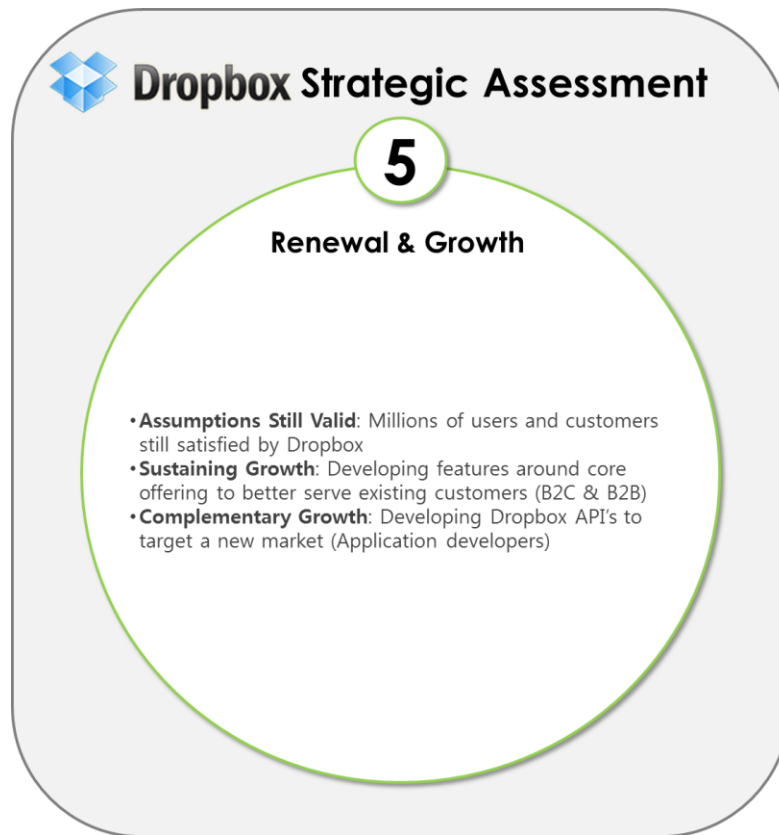 Dropbox Strategic Assessment
5
Renewal & Growth
•Assumptions Still Valid: Millions of users and customers
still satisfied by Dropbox
•Sustaining Growth: Developing features around core
offering to better serve existing customers (B2C & B2B)
•Complementary Growth: Developing Dropbox API's to
target a new market (Application developers)